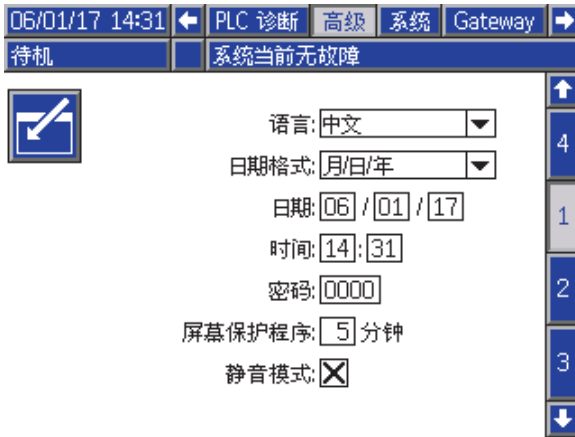 06/01/17 14:31 PLC 诊断 高级 系统 Gateway
待机 系统当前无故障
语言: 中文
4
日期格式: 月/日/年
日期: 06 / 01 / 17
1
时间: 14 : 31
密码: 0000
2
屏幕保护程序: 5 分钟
静音模式:
3